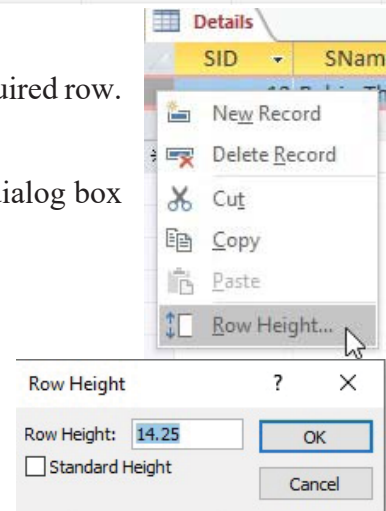 Details
SID SNam
uired row.
New Record
Delete Record
ialog box
Cut
Copy
Paste
Row Height...
Row Height ? ×
Row Height: 14.25 OK
Standard Height
Cancel